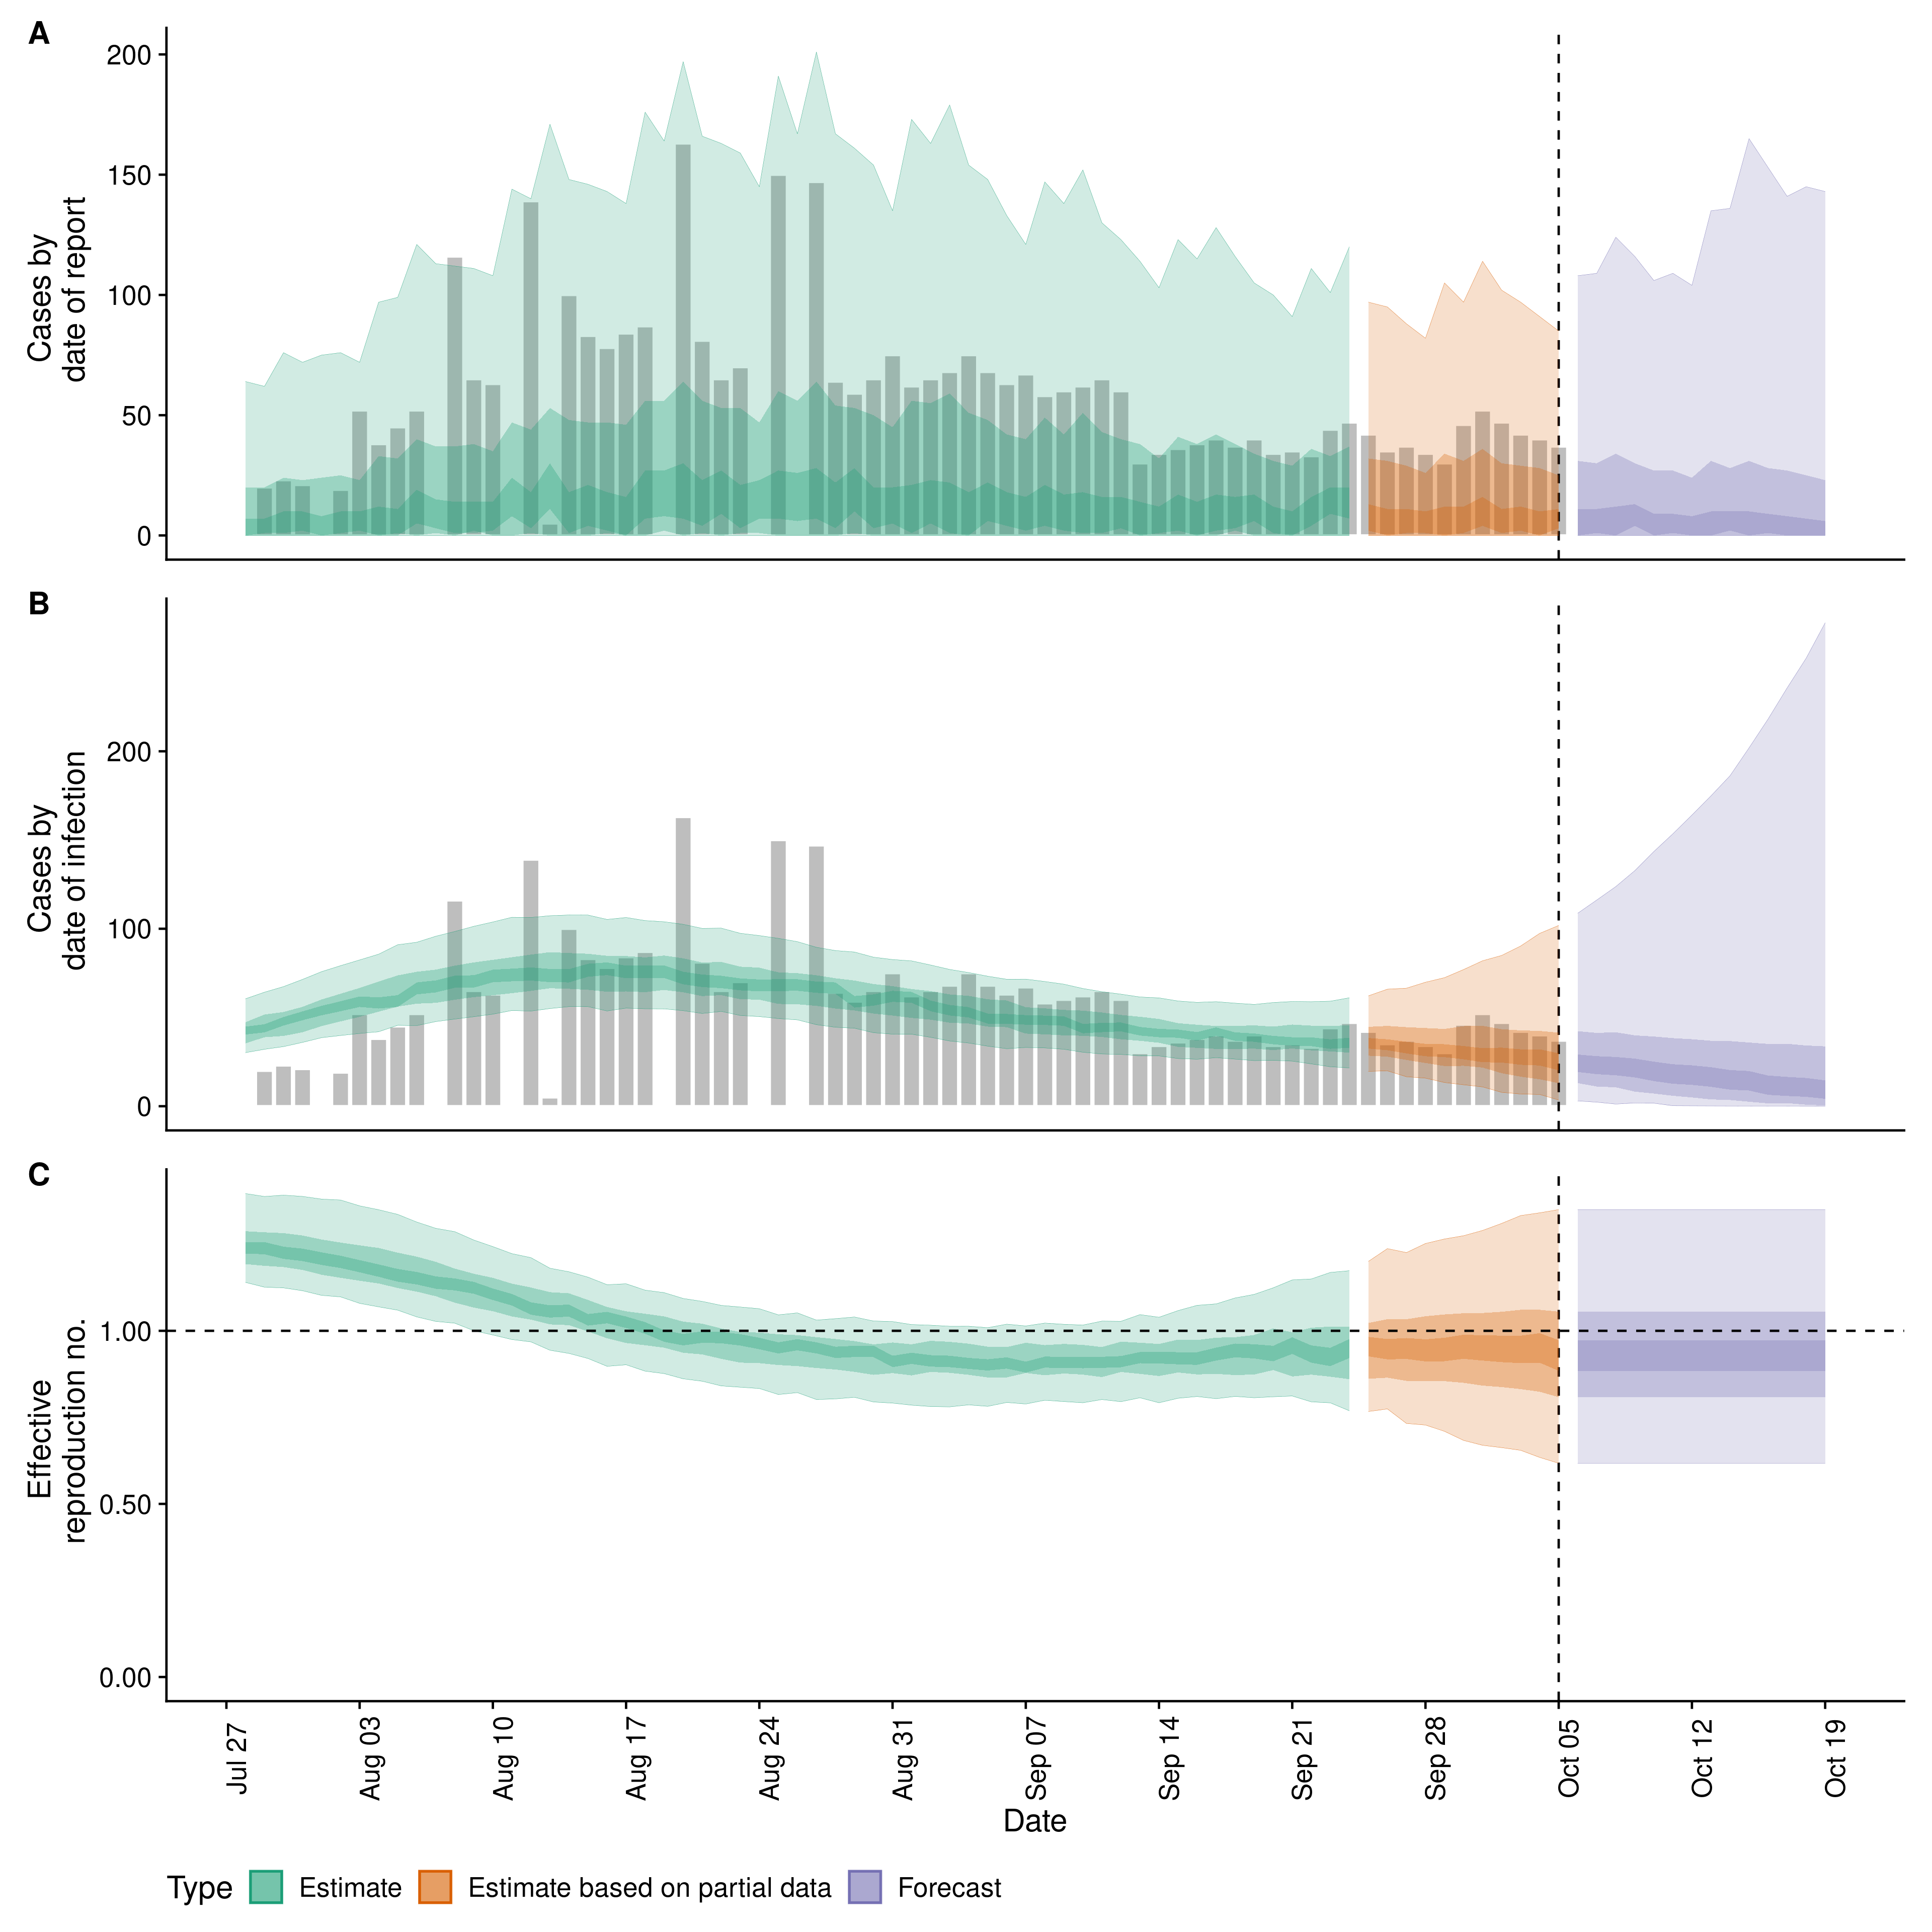 A
200
150
100
50
0
Cases by
date of report
B
200
100
0
Cases by
date of infection
C
1.00
0.50
0.00
Effective
reproduction no.
Jul 27
Aug 03
Aug 10
Aug 17
Aug 24
Aug 31
Sep 07
Sep 14
Sep 21
Sep 28
Oct 05
Oct 12
Oct 19
Date
Type Estimate Estimate based on partial data Forecast